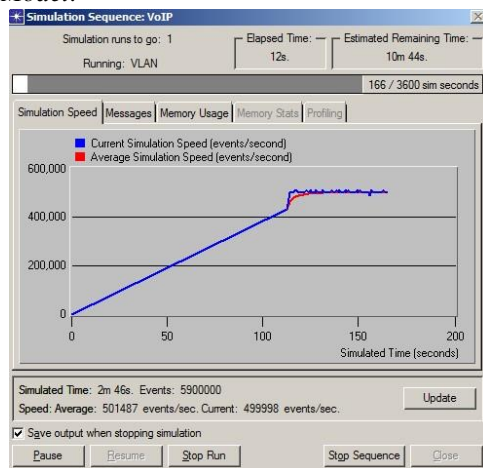 Simulation Sequence: VoIP
Simulation runs to go: 1
Running: VLAN
Elapsed Time:
12s.
Estimated Remaining Time:
10m 44s.
166 / 3600 sim seconds
Simulation Speed Messages Memory Usage Memory Stats Profiling
Current Simulation Speed (events/second)
Average Simulation Speed (events/second)
600,000
400,000
200,000
0
0 50 100 150 200
Simulated Time (seconds)
Simulated Time: 2m 46s. Events: 5900000
Speed: Average: 501487 events/sec. Current: 499998 events/sec.
Update
Save output when stopping simulation
Pause Resume Stop Run Stop Sequence Close